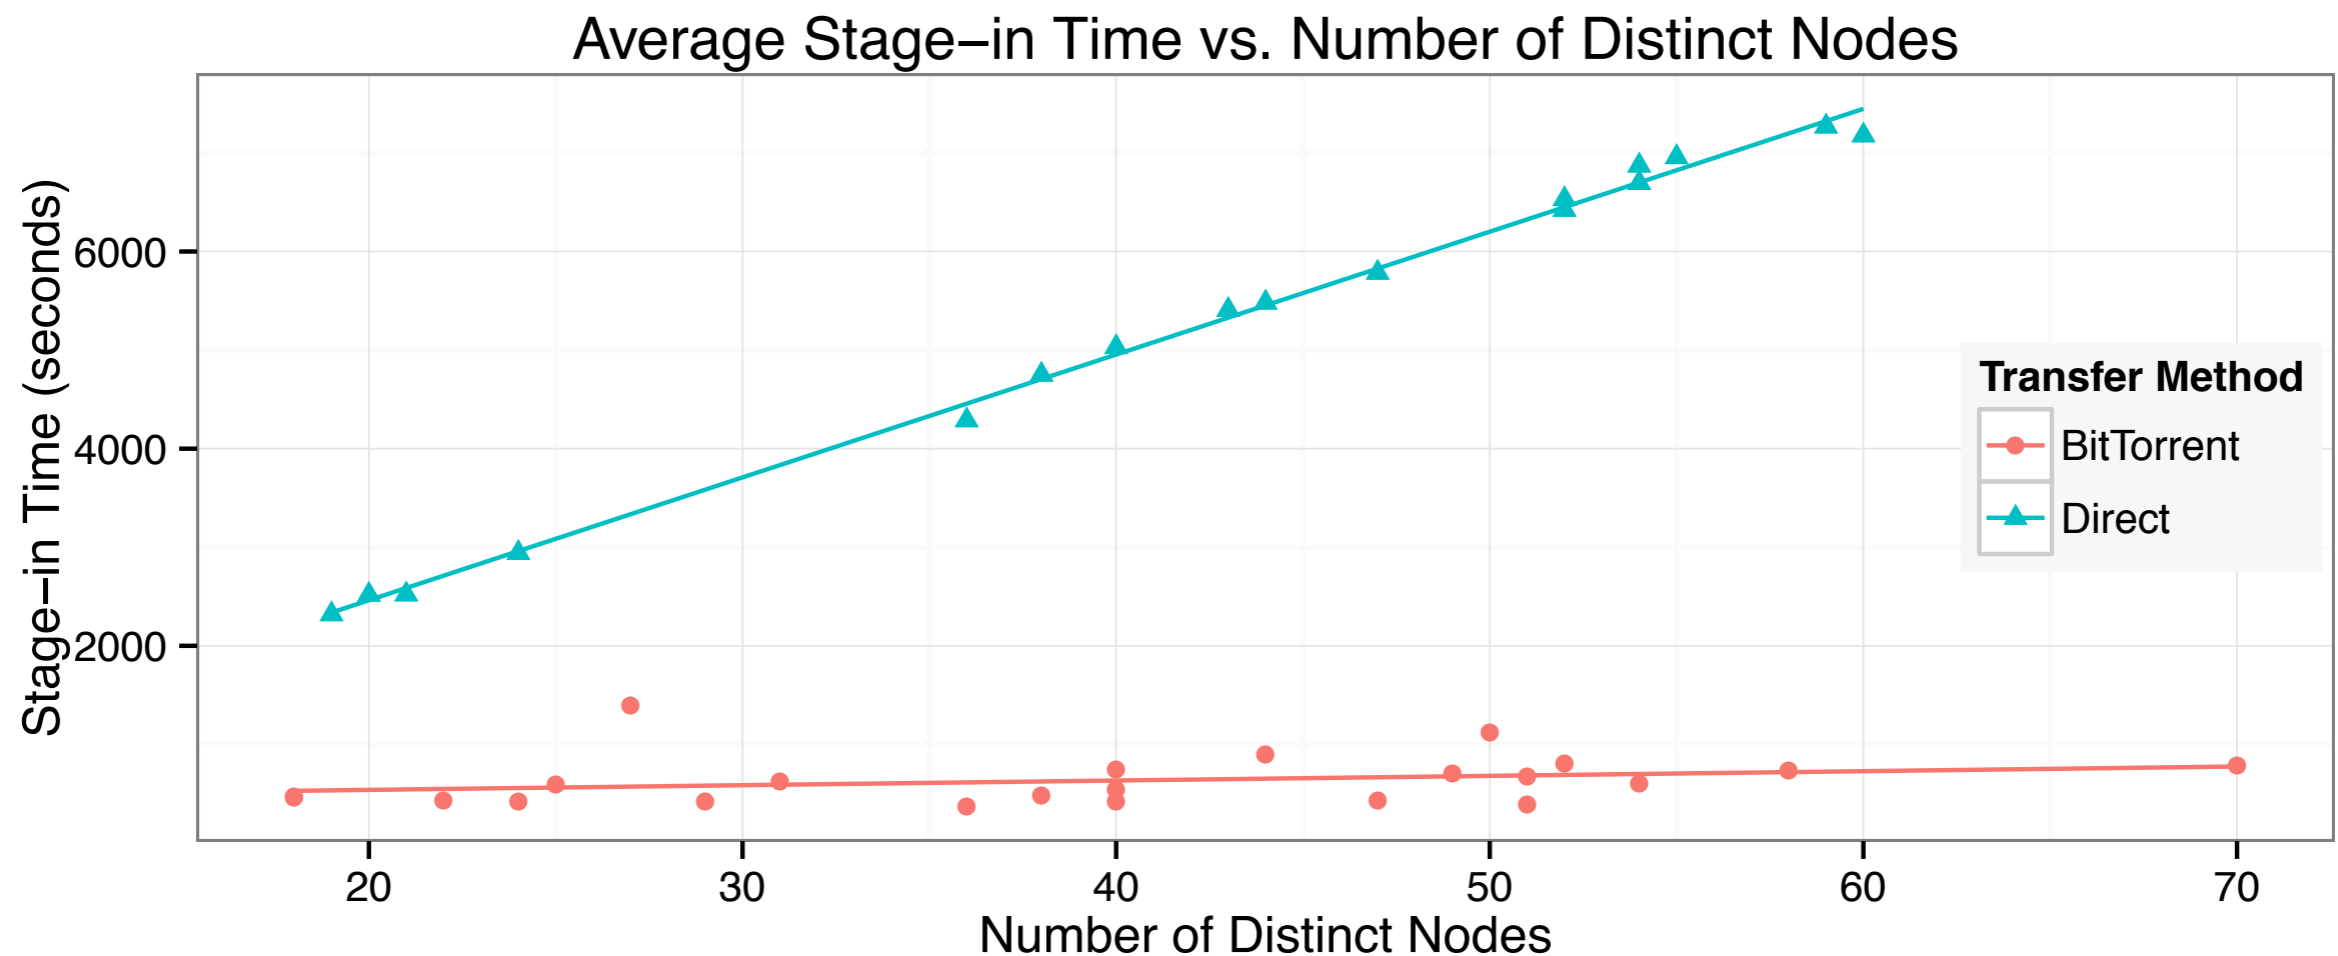 Average Stage–in Time vs. Number of Distinct Nodes
Stage–in Time (seconds)
6000
4000
2000
Transfer Method
BitTorrent
Direct
20 30 40 50 60 70
Number of Distinct Nodes